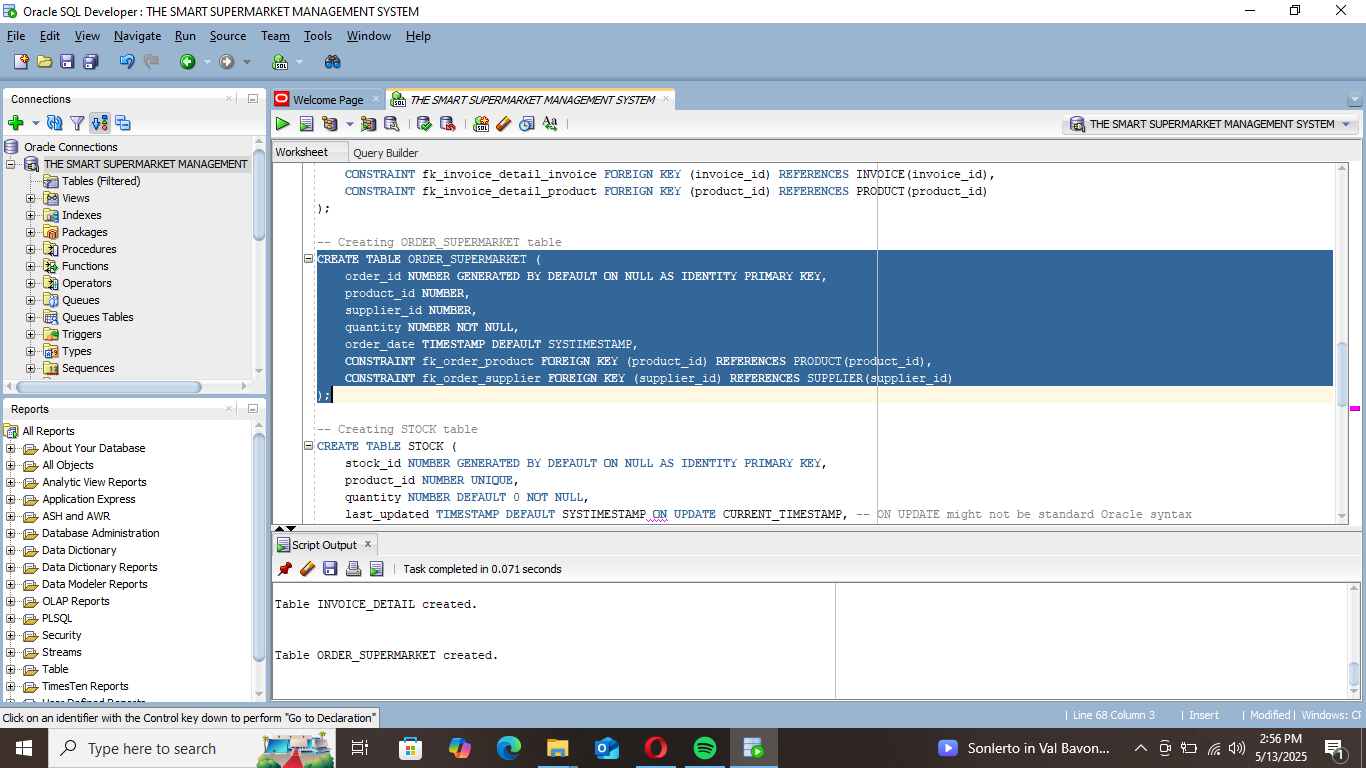 Oracle SQL Developer : THE SMART SUPERMARKET MANAGEMENT SYSTEM
File Edit View Navigate Run Source Team Tools Window Help
Connections
Oracle Connections
THE SMART SUPERMARKET MANAGEMENT
Tables (Filtered)
Views
Indexes
Packages
Procedures
Functions
Operators
Queues
Queues Tables
Triggers
Types
Sequences
Reports
All Reports
About Your Database
All Objects
Analytic View Reports
Application Express
ASH and AWR
Database Administration
Data Dictionary
Data Dictionary Reports
Data Modeler Reports
OLAP Reports
PLSQL
Security
Streams
Table
TimesTen Reports
User Defined Reports
Welcome Page
THE SMART SUPERMARKET MANAGEMENT SYSTEM
THE SMART SUPERMARKET MANAGEMENT SYSTEM
Worksheet Query Builder
CONSTRAINT fk_invoice_detail_invoice FOREIGN KEY (invoice_id) REFERENCES INVOICE(invoice_id),
CONSTRAINT fk_invoice_detail_product FOREIGN KEY (product_id) REFERENCES PRODUCT(product_id)
);
-- Creating ORDER_SUPERMARKET table
CREATE TABLE ORDER_SUPERMARKET (
order_id NUMBER GENERATED BY DEFAULT ON NULL AS IDENTITY PRIMARY KEY,
product_id NUMBER,
supplier_id NUMBER,
quantity NUMBER NOT NULL,
order_date TIMESTAMP DEFAULT SYSTIMESTAMP,
CONSTRAINT fk_order_product FOREIGN KEY (product_id) REFERENCES PRODUCT(product_id),
CONSTRAINT fk_order_supplier FOREIGN KEY (supplier_id) REFERENCES SUPPLIER(supplier_id)
);
-- Creating STOCK table
CREATE TABLE STOCK (
stock_id NUMBER GENERATED BY DEFAULT ON NULL AS IDENTITY PRIMARY KEY,
product_id NUMBER UNIQUE,
quantity NUMBER DEFAULT 0 NOT NULL,
last_updated TIMESTAMP DEFAULT SYSTIMESTAMP ON UPDATE CURRENT_TIMESTAMP, -- ON UPDATE might not be standard Oracle syntax
Script Output
Task completed in 0.071 seconds
Table INVOICE_DETAIL created.
Table ORDER_SUPERMARKET created.
Click on an identifier with the Control key down to perform "Go to Declaration"
Line 68 Column 3 | Insert | Modified | Windows: CF
Type here to search
Sonlerto in Val Bavon...
2:56 PM
5/13/2025
1